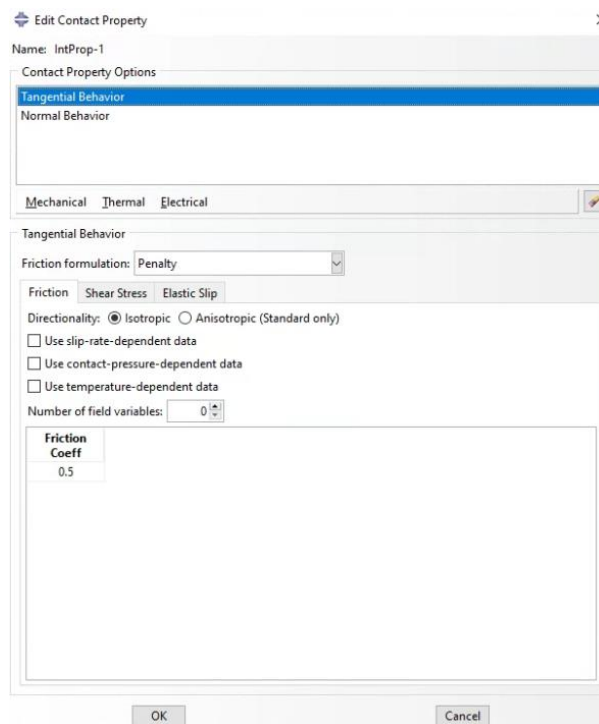 Edit Contact Property
Name: IntProp-1
Contact Property Options
Tangential Behavior
Normal Behavior
Mechanical Thermal Electrical
Tangential Behavior
Friction formulation: Penalty
Friction Shear Stress Elastic Slip
Directionality: Isotropic Anisotropic (Standard only)
Use slip-rate-dependent data
Use contact-pressure-dependent data
Use temperature-dependent data
Number of field variables: 0
Friction
Coeff
0.5
OK Cancel